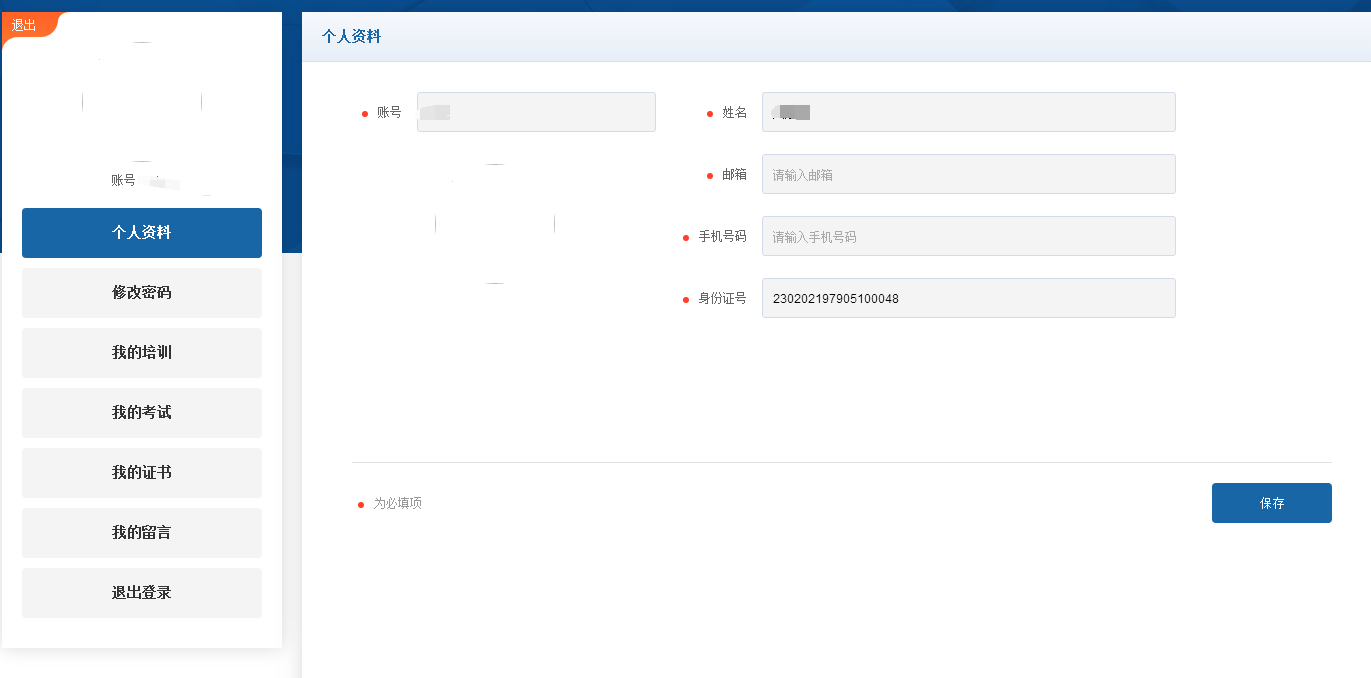 退出
账号
个人资料
修改密码
我的培训
我的考试
我的证书
我的留言
退出登录
个人资料
账号
姓名
邮箱 请输入邮箱
手机号码 请输入手机号码
身份证号 230202197905100048
为必填项
保存